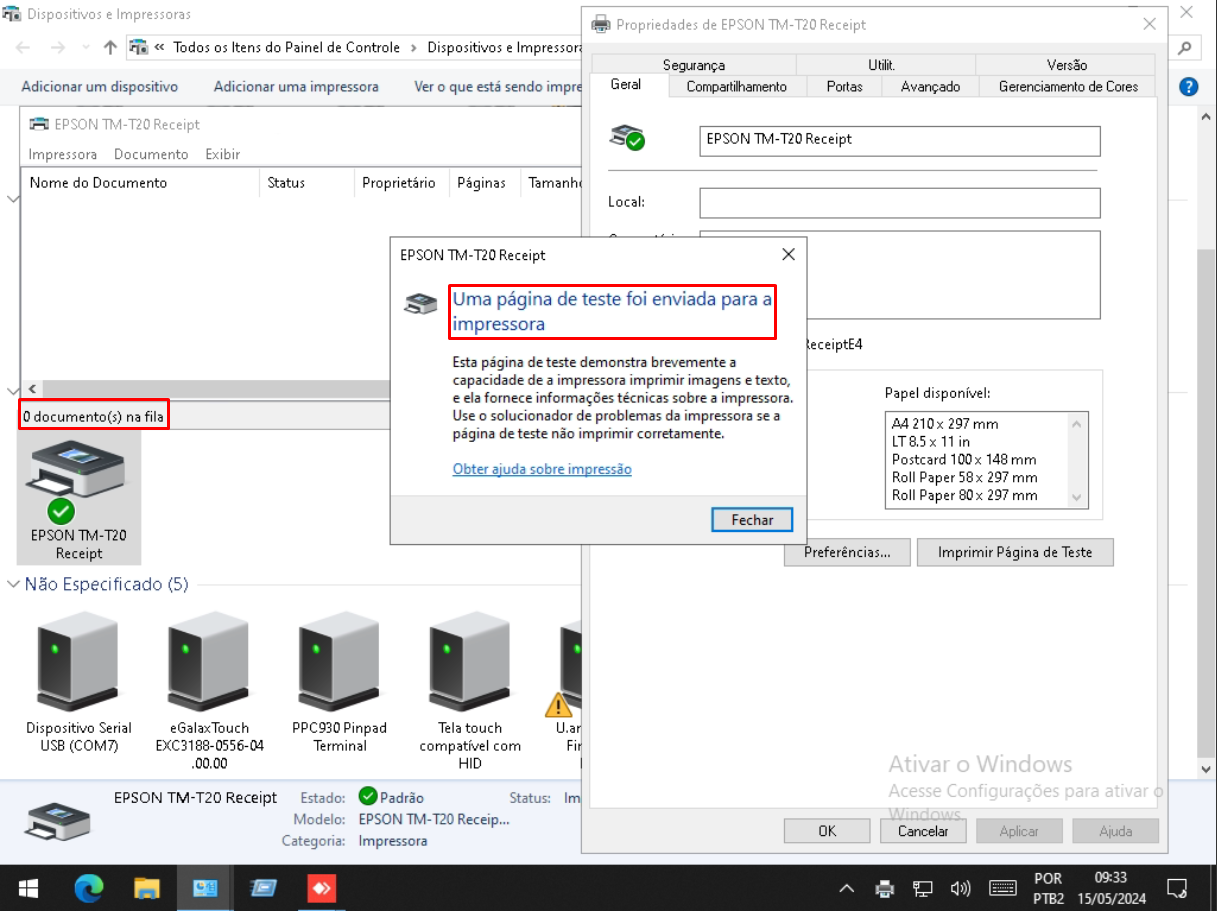 Dispositivos e Impressoras
« Todos os Itens do Painel de Controle › Dispositivos e Impressora
Adicionar um dispositivo Adicionar uma impressora Ver o que está sendo impre
EPSON TM-T20 Receipt
Impressora Documento Exibir
Nome do Documento Status Proprietário Páginas Tamanho
0 documento(s) na fila
EPSON TM-T20
Receipt
Não Especificado (5)
Dispositivo Serial
USB (COM7)
eGalaxTouch
EXC3188-0556-04
.00.00
PPC930 Pinpad
Terminal
Tela touch
compatível com
HID
U.ar
Fir
EPSON TM-T20 Receipt
Estado: Padrão
Status: Im
Modelo: EPSON TM-T20 Receip...
Categoria: Impressora
Propriedades de EPSON TM-T20 Receipt
Segurança Utilit. Versão
Geral Compartilhamento Portas Avançado Gerenciamento de Cores
EPSON TM-T20 Receipt
Local:
ReceiptE4
Papel disponível:
A4 210 x 297 mm
LT 8.5 x 11 in
Postcard 100 x 148 mm
Roll Paper 58 x 297 mm
Roll Paper 80 x 297 mm
Preferências... Imprimir Página de Teste
EPSON TM-T20 Receipt
Uma página de teste foi enviada para a
impressora
Esta página de teste demonstra brevemente a
capacidade de a impressora imprimir imagens e texto,
e ela fornece informações técnicas sobre a impressora.
Use o solucionador de problemas da impressora se a
página de teste não imprimir corretamente.
Obter ajuda sobre impressão
Fechar
Ativar o Windows
Acesse Configurações para ativar o
Windows.
OK Cancelar Aplicar Ajuda
POR
PTB2
09:33
15/05/2024